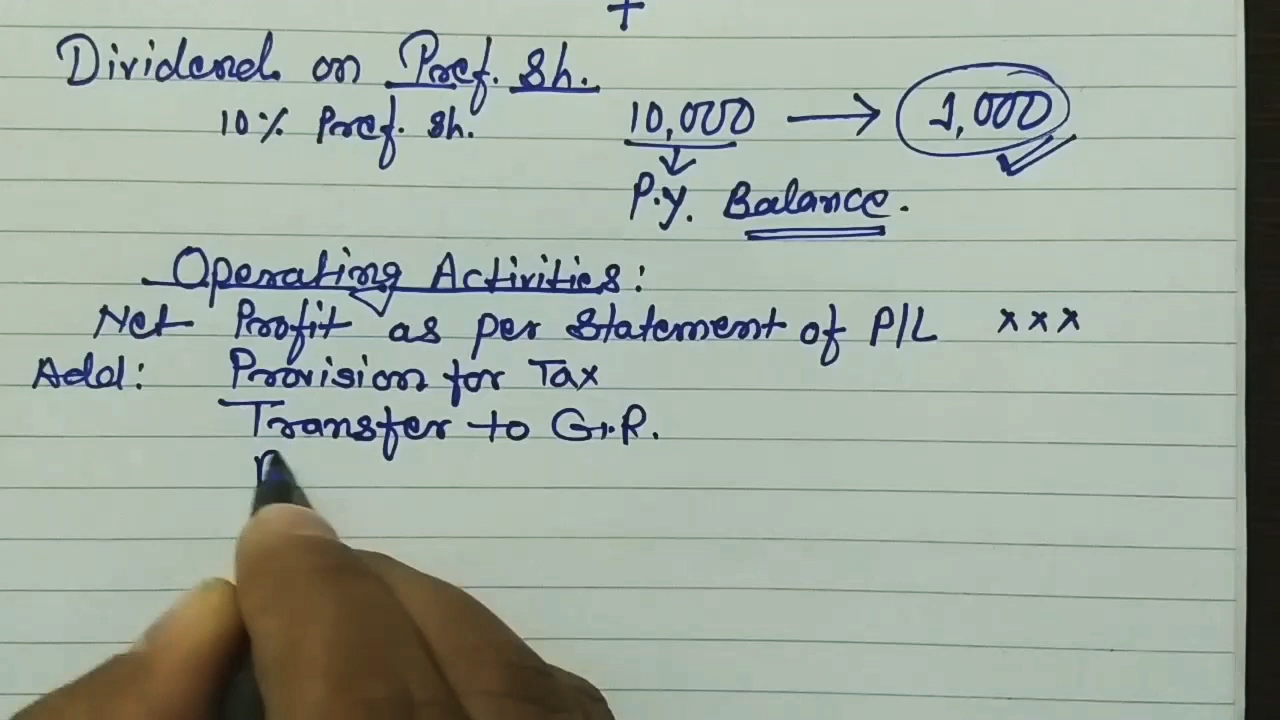 +
Dividend on Pref. Sh.
10% Pref. Sh. 10,000 → 1,000
P.Y. Balance.
Operating Activities:
Net Profit as per Statement of P/L xxx
Add: Provision for Tax
Transfer to G.R.